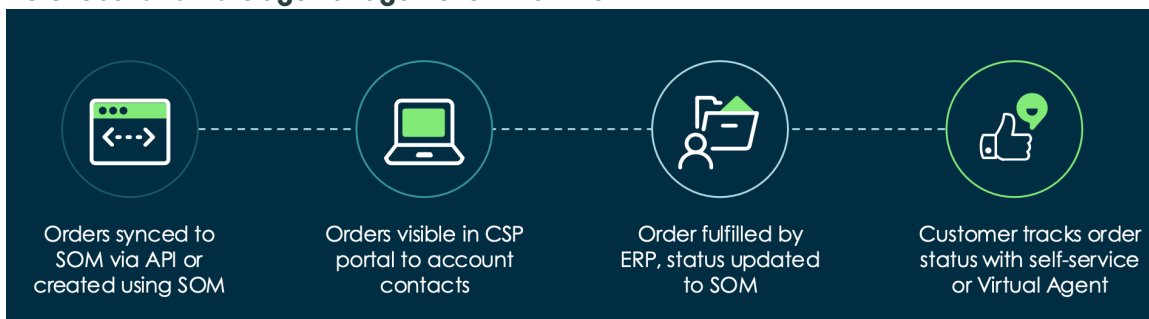 Orders synced to
SOM via API or
created using SOM
Orders visible in CSP
portal to account
contacts
Order fulfilled by
ERP, status updated
to SOM
Customer tracks order
status with self-service
or Virtual Agent